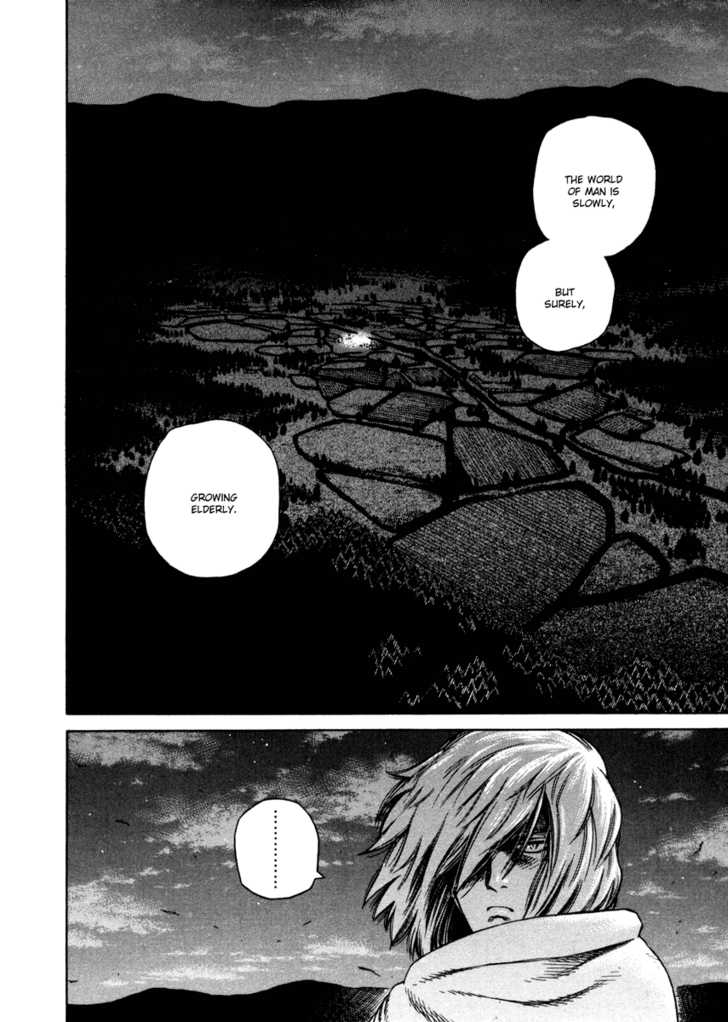 THE WORLD
OF MAN IS
SLOWLY,
BUT
SURELY,
GROWING
ELDERLY.
.........